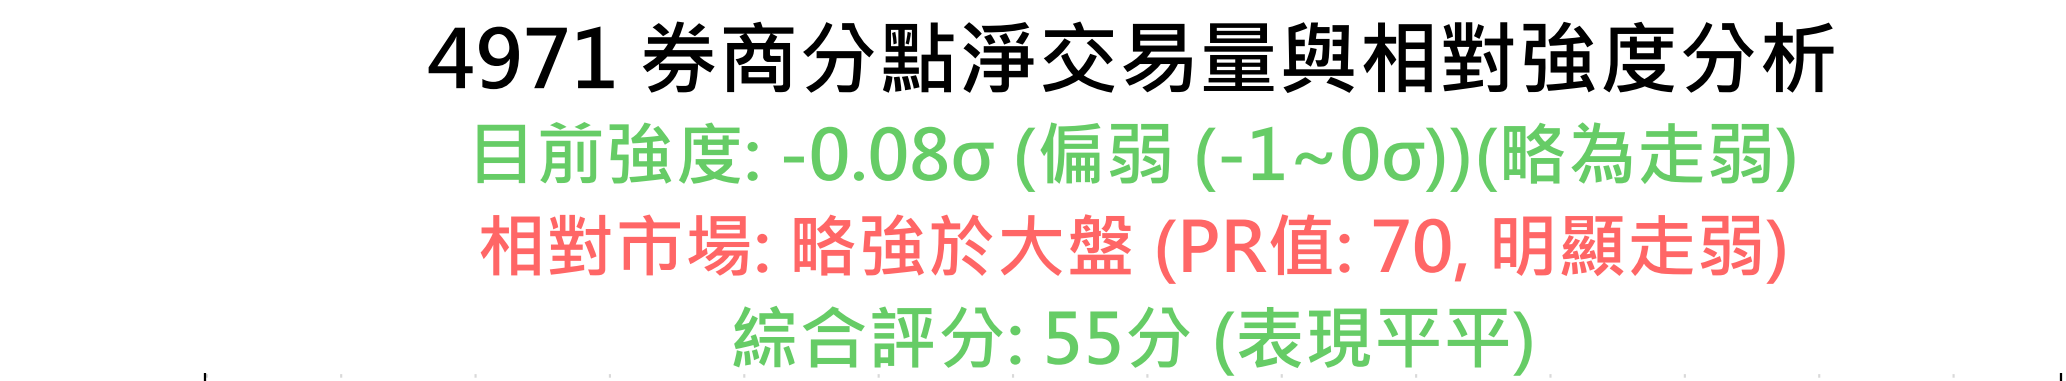 4971 券商分點淨交易量與相對強度分析
目前強度: -0.08σ (偏弱 (-1~0σ))(略為走弱)
相對市場: 略強於大盤 (PR值: 70, 明顯走弱)
綜合評分: 55分 (表現平平)